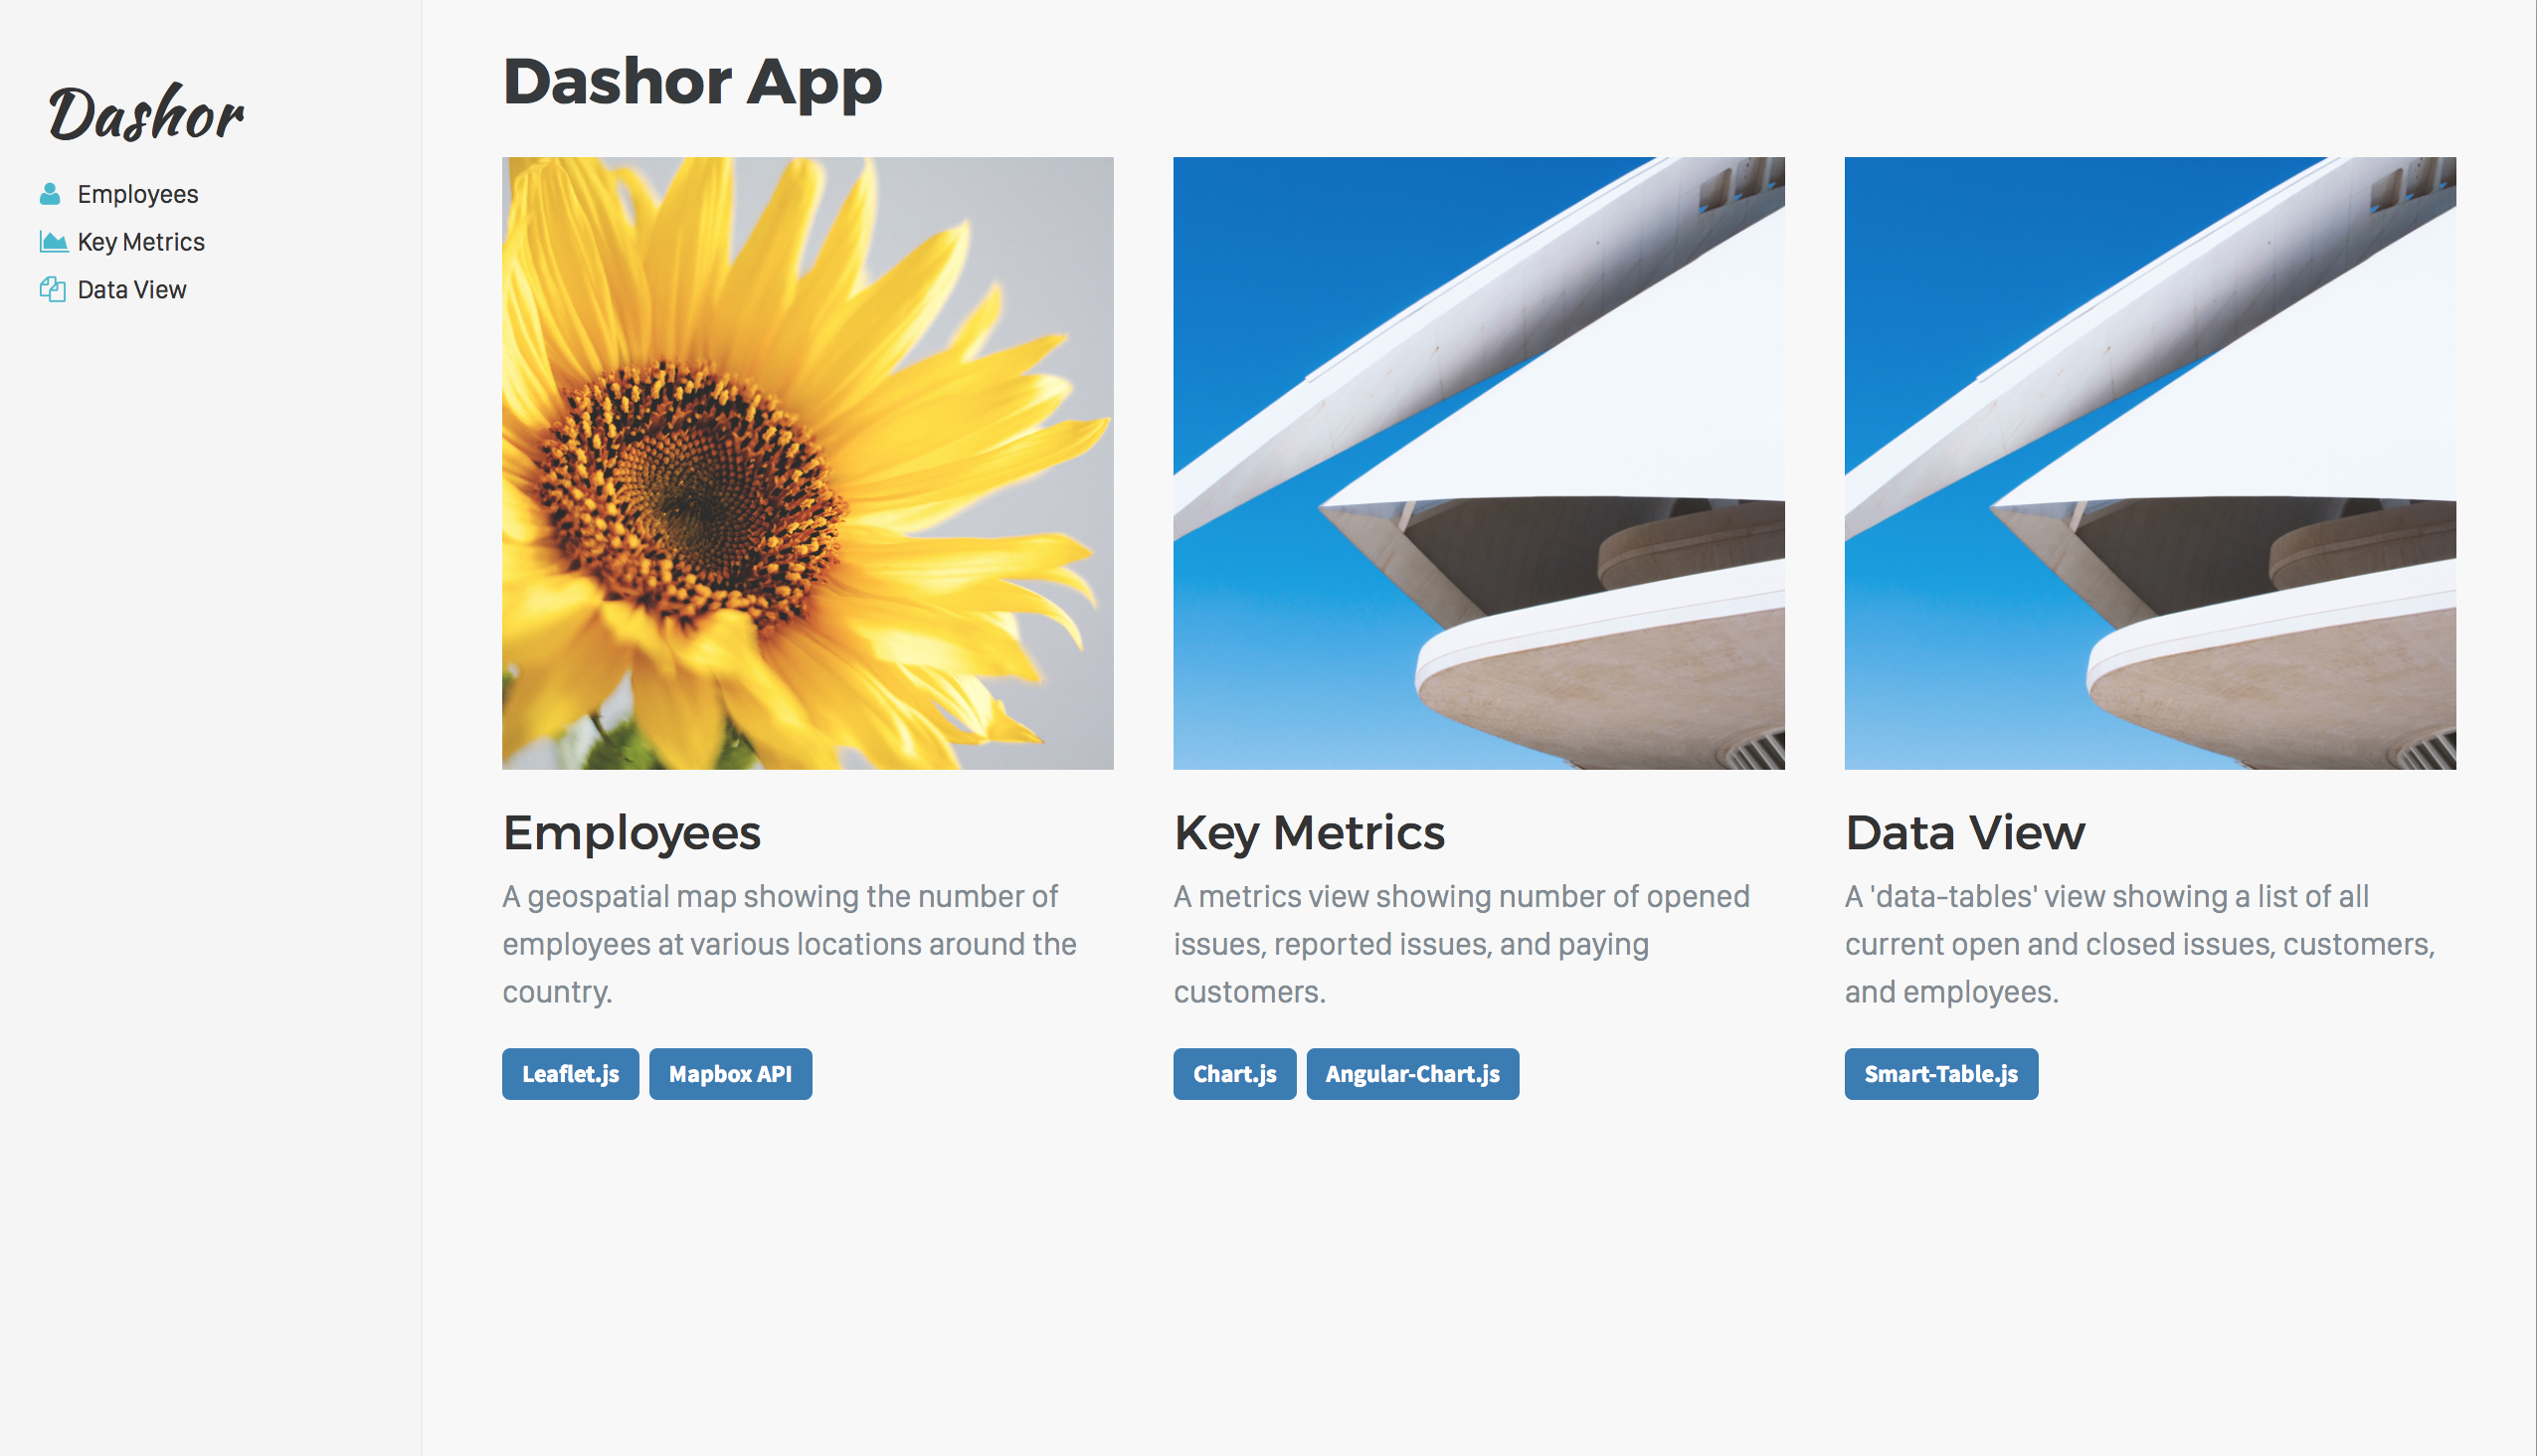 Dashor
Employees
Key Metrics
Data View
Dashor App
Employees
A geospatial map showing the number of
employees at various locations around the
country.
Leaflet.js Mapbox API
Key Metrics
A metrics view showing number of opened
issues, reported issues, and paying
customers.
Chart.js Angular-Chart.js
Data View
A 'data-tables' view showing a list of all
current open and closed issues, customers,
and employees.
Smart-Table.js